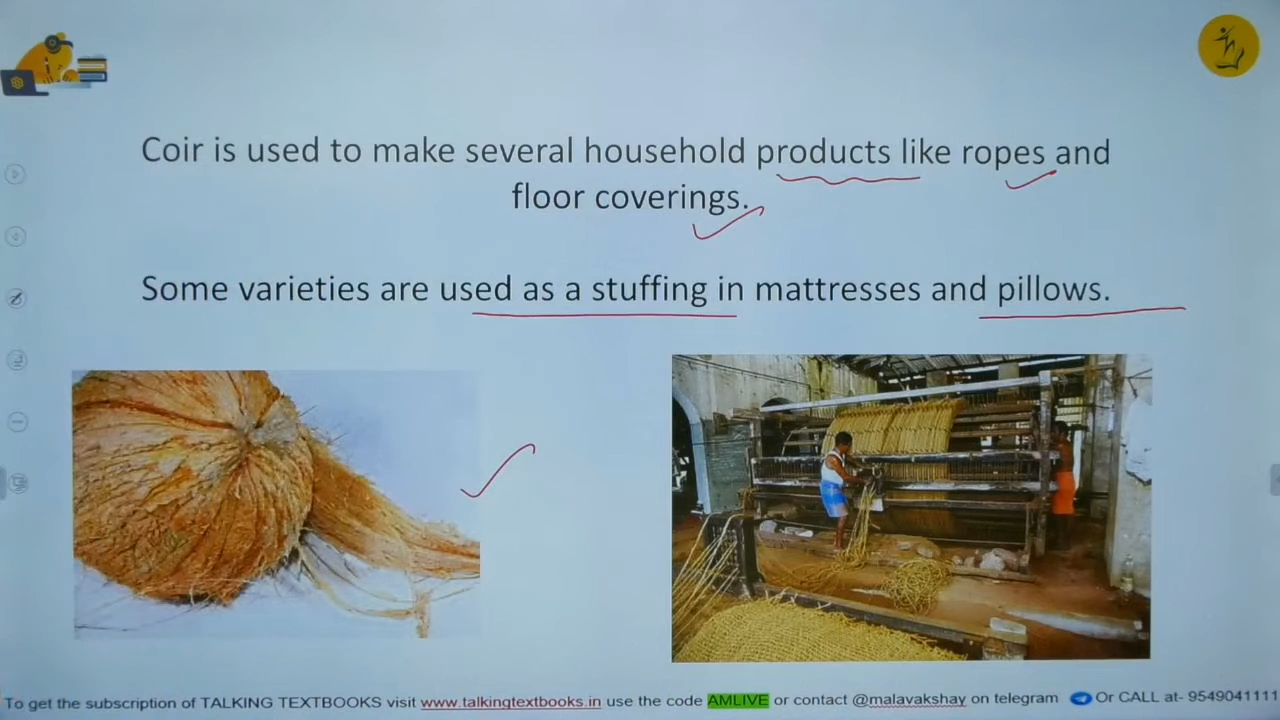 Coir is used to make several household products like ropes and
floor coverings.
Some varieties are used as a stuffing in mattresses and pillows.
To get the subscription of TALKING TEXTBOOKS visit www.talkingtextbooks.in use the code AMLIVE or contact @malavakshay on telegram Or CALL at- 9549041111